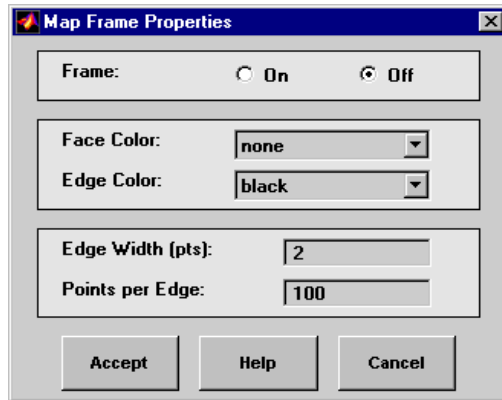 Map Frame Properties
Frame: On Off
Face Color: none
Edge Color: black
Edge Width (pts): 2
Points per Edge: 100
Accept Help Cancel